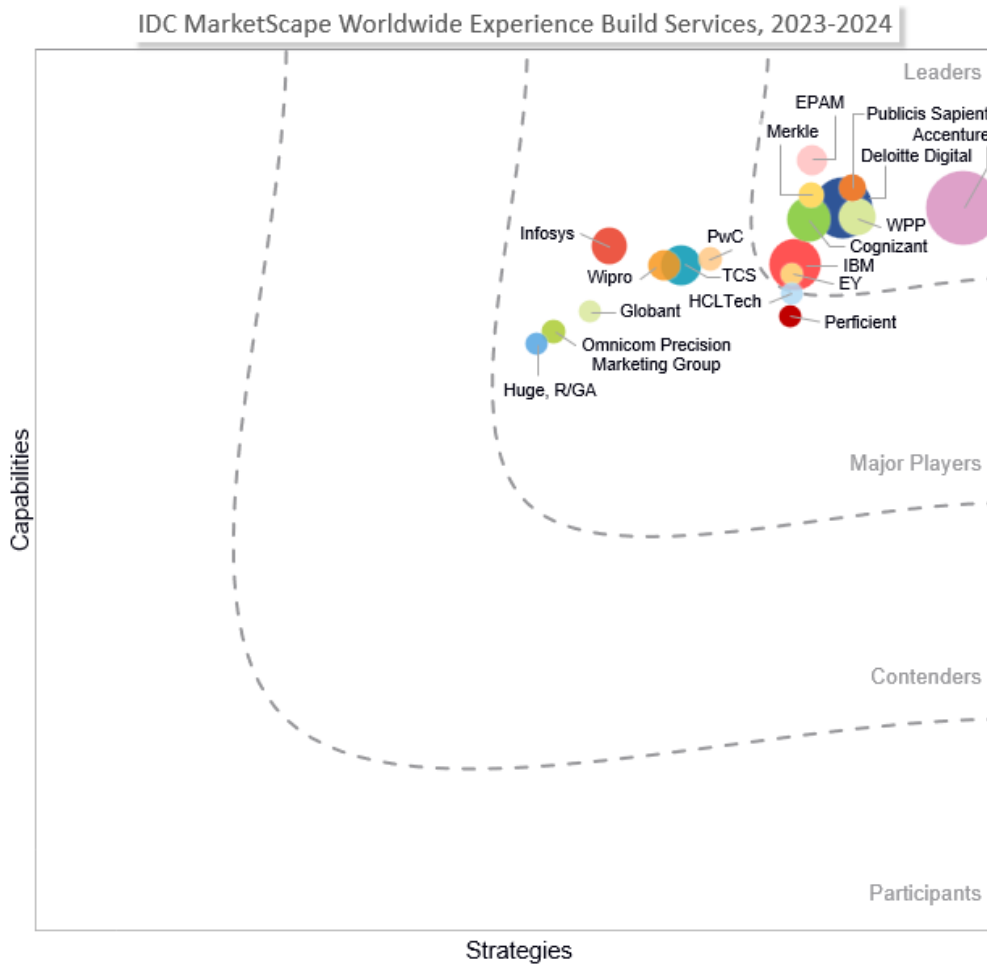 IDC MarketScape Worldwide Experience Build Services, 2023-2024
Leaders
EPAM
Publicis Sapient
Merkle
Accenture
Deloitte Digital
WPP
Infosys
PwC
Cognizant
Wipro
TCS
IBM
EY
HCLTech
Globant
Perficient
Omnicom Precision
Marketing Group
Huge, R/GA
Major Players
Capabilities
Contenders
Participants
Strategies